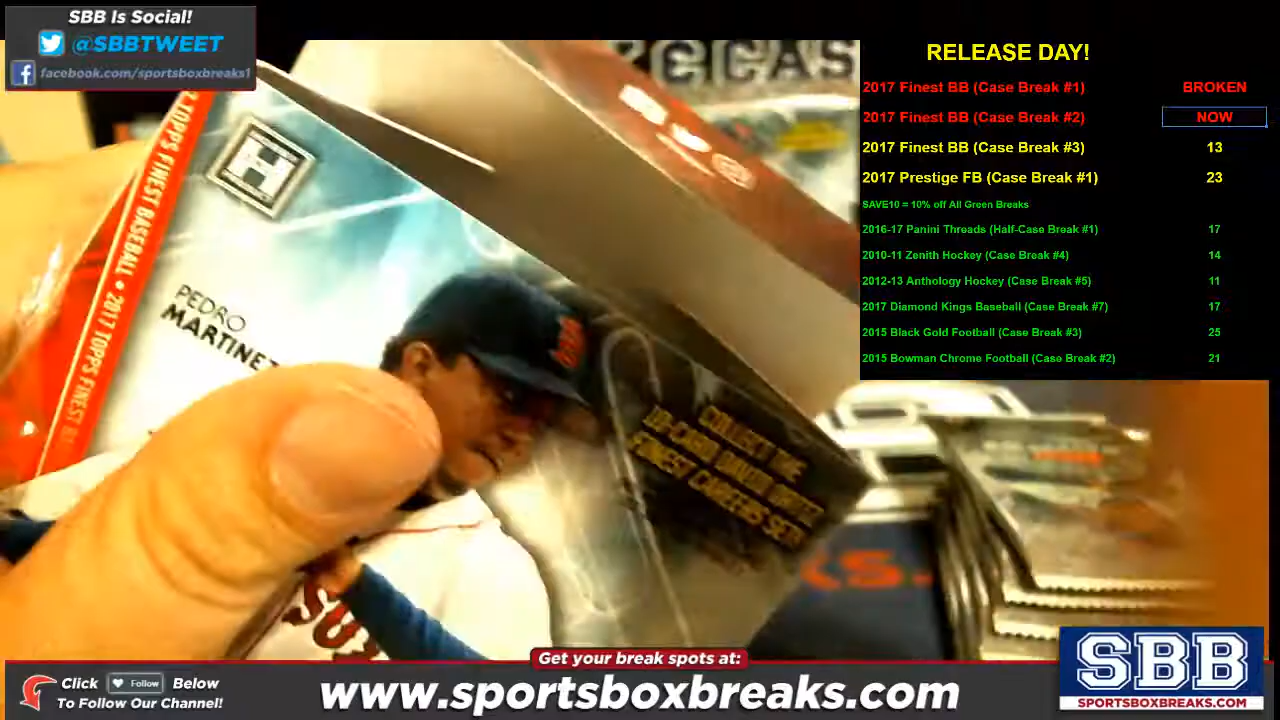 SBB Is Social!
@SBBTWEET
facebook.com/sportsboxbreaks1
RELEASE DAY!
2017 Finest BB (Case Break #1) BROKEN
2017 Finest BB (Case Break #2) NOW
2017 Finest BB (Case Break #3) 13
2017 Prestige FB (Case Break #1) 23
SAVE10 = 10% off All Green Breaks
2016-17 Panini Threads (Half-Case Break #1) 17
2010-11 Zenith Hockey (Case Break #4) 14
2012-13 Anthology Hockey (Case Break #5) 11
2017 Diamond Kings Baseball (Case Break #7) 17
2015 Black Gold Football (Case Break #3) 25
2015 Bowman Chrome Football (Case Break #2) 21
TOPPS FINEST BASEBALL • 2017 TOPPS FINEST
H
PEDRO
MARTINEZ
COLLECT THE
10-CARD DAVID ORTIZ
FINEST CAREERS SET!
Get your break spots at:
www.sportsboxbreaks.com
Click Follow Below
To Follow Our Channel!
SBB
SPORTSBOXBREAKS.COM